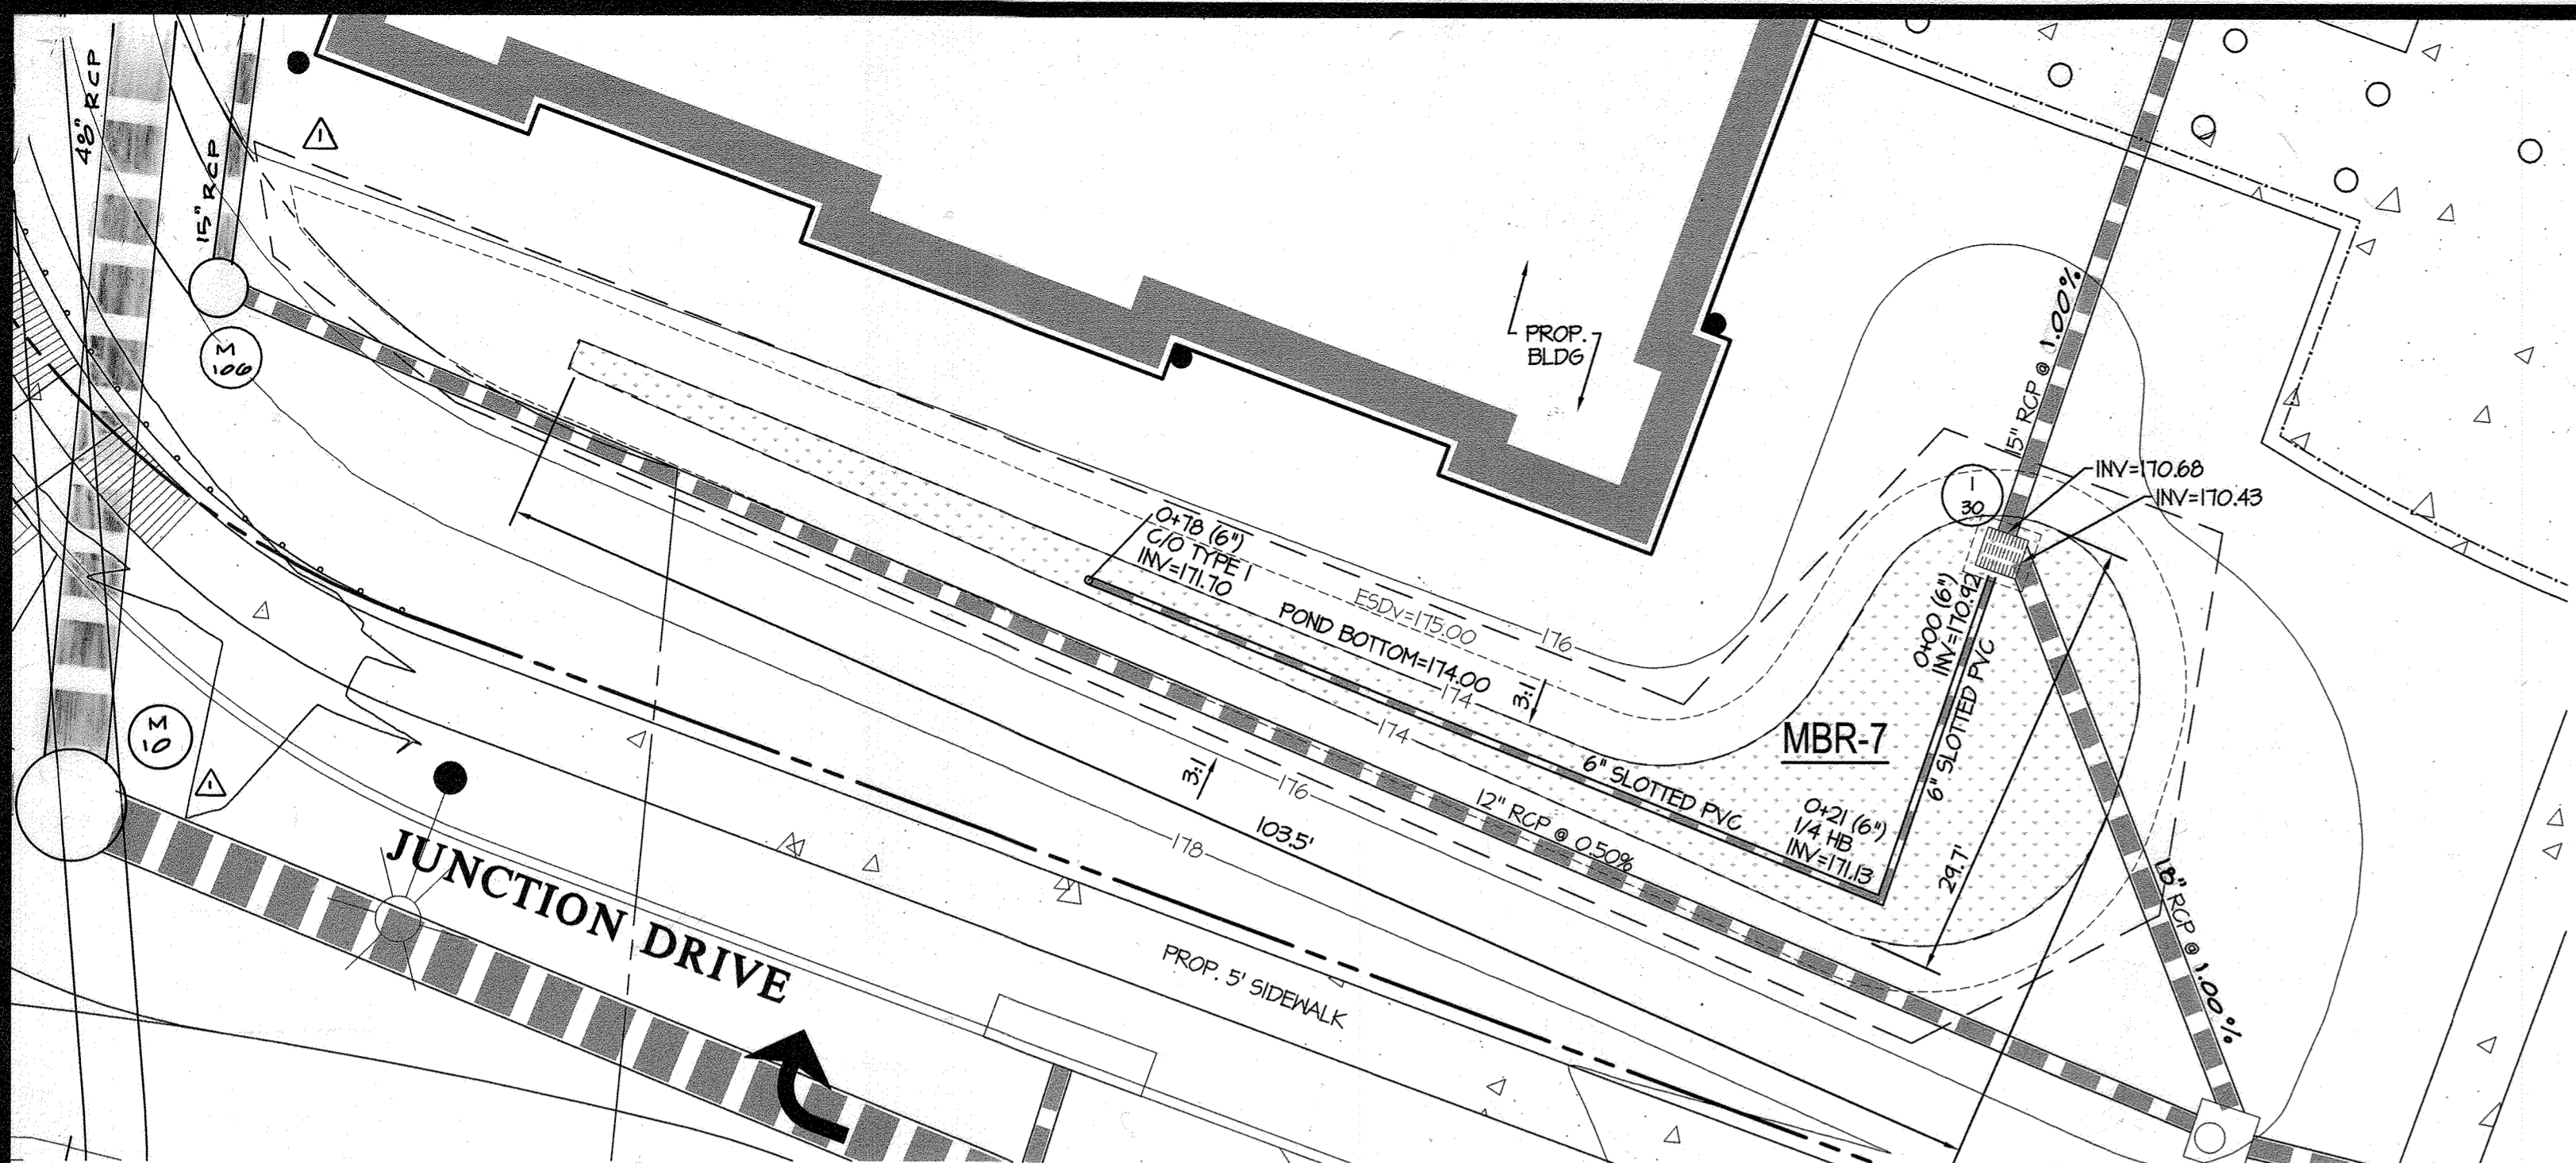 48" RCP
15" RCP
1
M
106
PROP.
BLDG
15" RCP @ 1.00%
1
30
INV=170.68
INV=170.43
0+78 (6")
C/O TYPE 1
INV=171.70
ESDv=175.00
176
POND BOTTOM=174.00
174
174
3:1
3:1
0+00 (6")
INV=170.92
6" SLOTTED PVC
MBR-7
6" SLOTTED PVC
0+21 (6")
1/4 HB
INV=171.13
29.7'
12" RCP @ 0.50%
176
178
103.5'
18" RCP @ 1.00%
M
10
1
JUNCTION DRIVE
PROP. 5' SIDEWALK